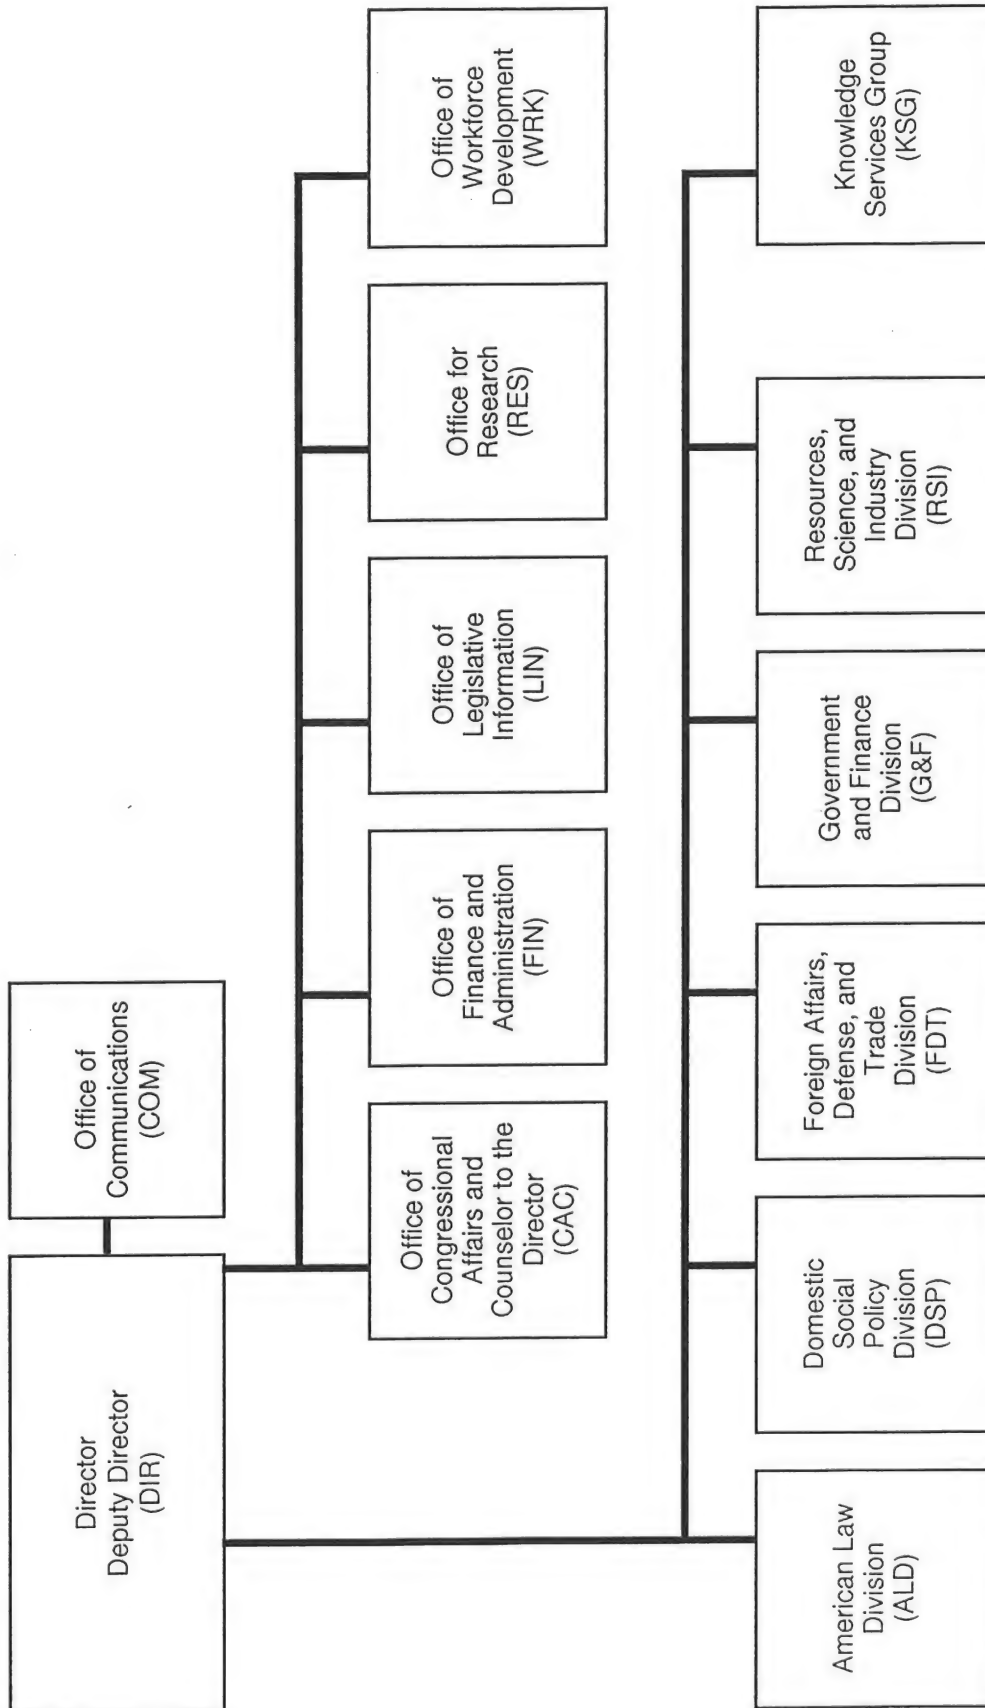 Director
Deputy Director
(DIR)
Office of
Communications
(COM)
Office of
Congressional
Affairs and
Counselor to the
Director
(CAC)
Office of
Finance and
Administration
(FIN)
Office of
Legislative
Information
(LIN)
Office for
Research
(RES)
Office of
Workforce
Development
(WRK)
American Law
Division
(ALD)
Domestic
Social
Policy
Division
(DSP)
Foreign Affairs,
Defense, and
Trade
Division
(FDT)
Government
and Finance
Division
(G&F)
Resources,
Science, and
Industry
Division
(RSI)
Knowledge
Services Group
(KSG)